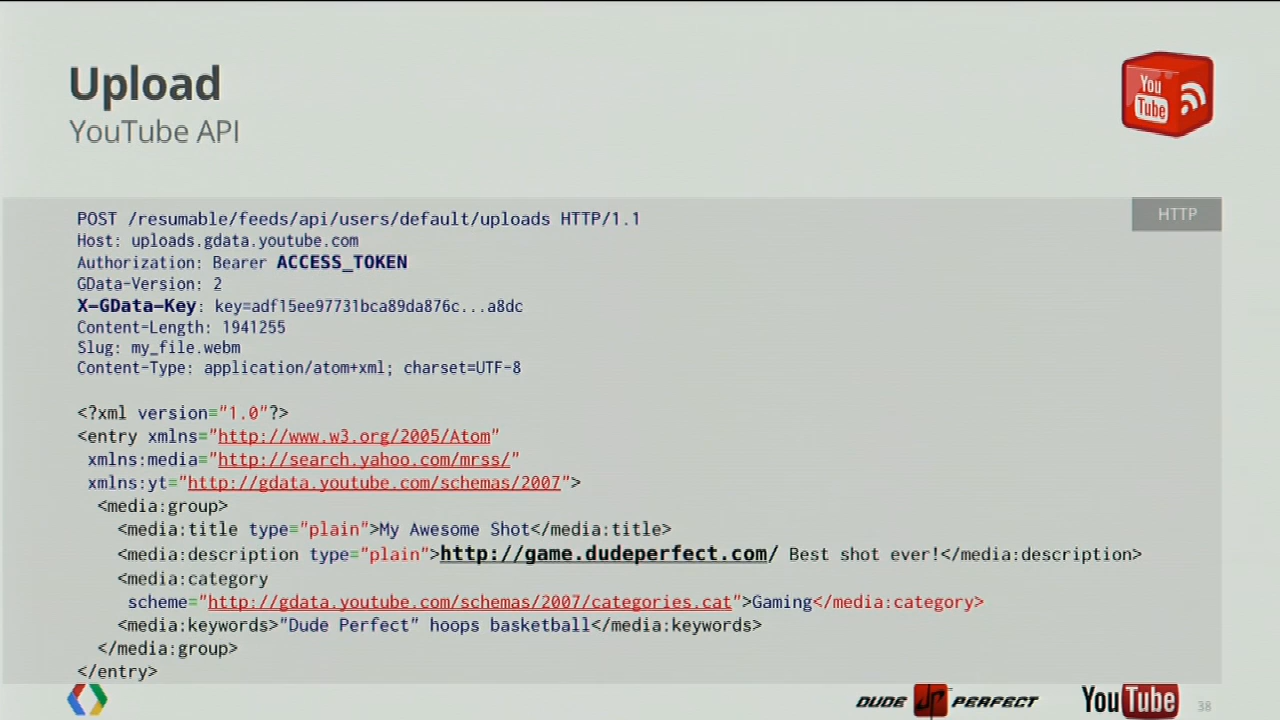 Upload
YouTube API
You
Tube
HTTP
POST /resumable/feeds/api/users/default/uploads HTTP/1.1
Host: uploads.gdata.youtube.com
Authorization: Bearer ACCESS_TOKEN
GData-Version: 2
X-GData-Key: key=adf15ee97731bca89da876c...a8dc
Content-Length: 1941255
Slug: my_file.webm
Content-Type: application/atom+xml; charset=UTF-8
<?xml version="1.0"?>
<entry xmlns="http://www.w3.org/2005/Atom"
xmlns:media="http://search.yahoo.com/mrss/"
xmlns:yt="http://gdata.youtube.com/schemas/2007">
<media:group>
<media:title type="plain">My Awesome Shot</media:title>
<media:description type="plain">http://game.dudeperfect.com/ Best shot ever!</media:description>
<media:category
scheme="http://gdata.youtube.com/schemas/2007/categories.cat">Gaming</media:category>
<media:keywords>"Dude Perfect" hoops basketball</media:keywords>
</media:group>
</entry>
DUDE PERFECT
YouTube
38